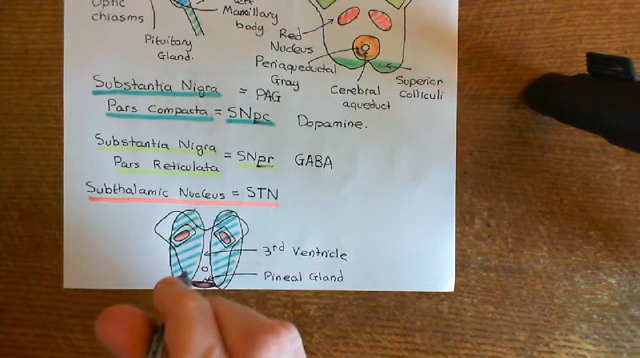 Optic
chiasms
Mammillary
body
Pituitary
Gland.
Red
Nucleus
Periaqueductal
Gray
Cerebral
aqueduct
Superior
Colliculi
Substantia Nigra = PAG
Pars Compacta = SNpc Dopamine.
Substantia Nigra
Pars Reticulata = SNpr GABA
Subthalamic Nucleus = STN
3rd Ventricle
Pineal Gland